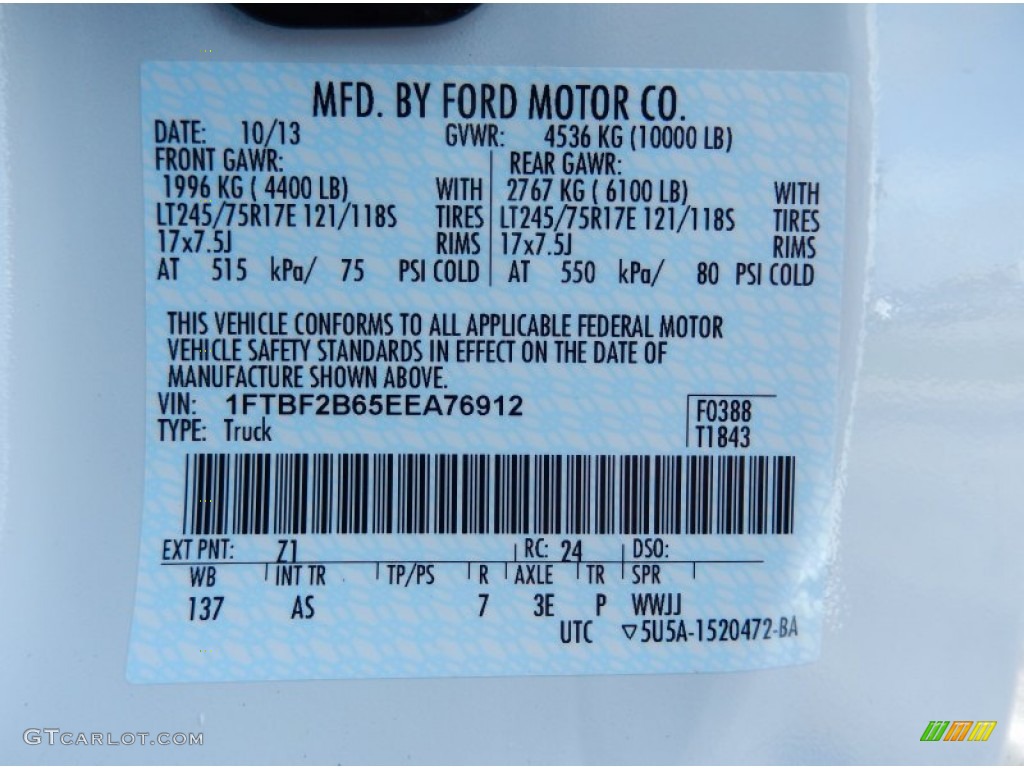 MFD. BY FORD MOTOR CO.
DATE: 10/13 GVWR: 4536 KG (10000 LB)
FRONT GAWR: REAR GAWR:
1996 KG ( 4400 LB) WITH 2767 KG ( 6100 LB) WITH
LT245/75R17E 121/118S TIRES LT245/75R17E 121/118S TIRES
17x7.5J RIMS 17x7.5J RIMS
AT 515 kPa/ 75 PSI COLD AT 550 kPa/ 80 PSI COLD
THIS VEHICLE CONFORMS TO ALL APPLICABLE FEDERAL MOTOR
VEHICLE SAFETY STANDARDS IN EFFECT ON THE DATE OF
MANUFACTURE SHOWN ABOVE.
VIN: 1FTBF2B65EEA76912 F0388
TYPE: Truck T1843
EXT PNT: Z1 RC: 24 DSO:
WB INT TR TP/PS R AXLE TR SPR
137 AS 7 3E P WWJJ
UTC ▽5U5A-1520472-BA
GTCARLOT.COM